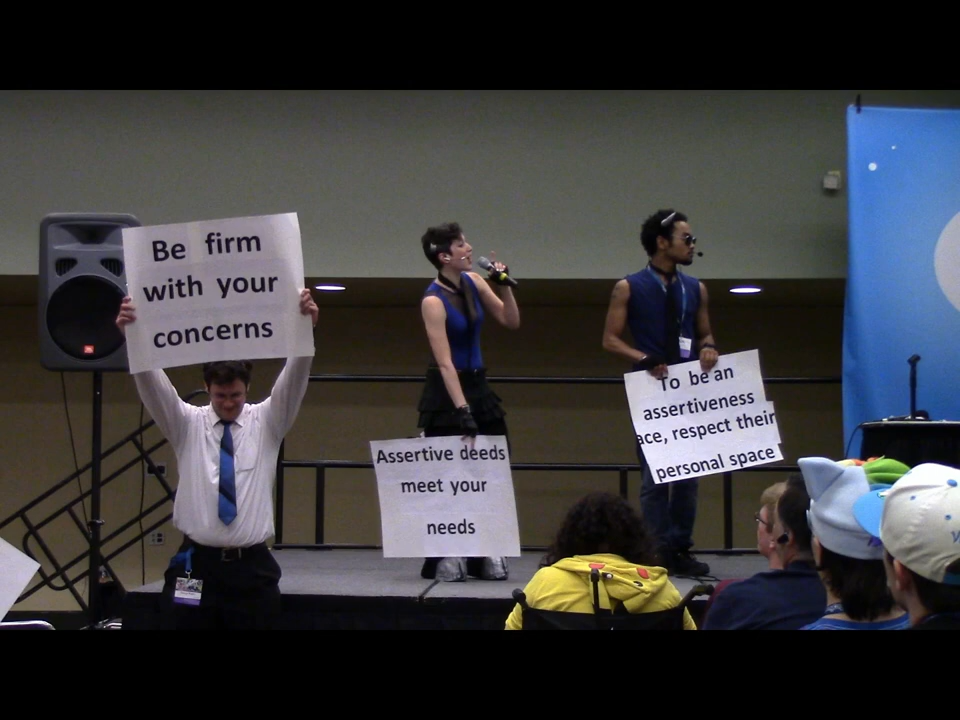 Be firm
with your
concerns
Assertive deeds
meet your
needs
To be an
assertiveness
ace, respect their
personal space
JBL